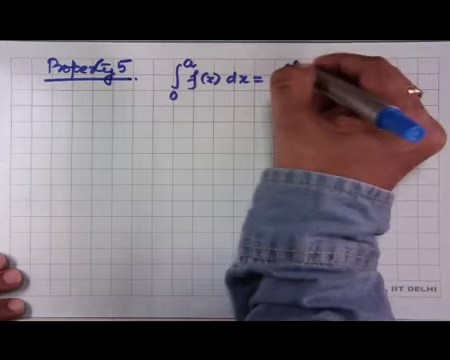 Property 5. ∫₀ᵃ f(x) dx =
IIT DELHI